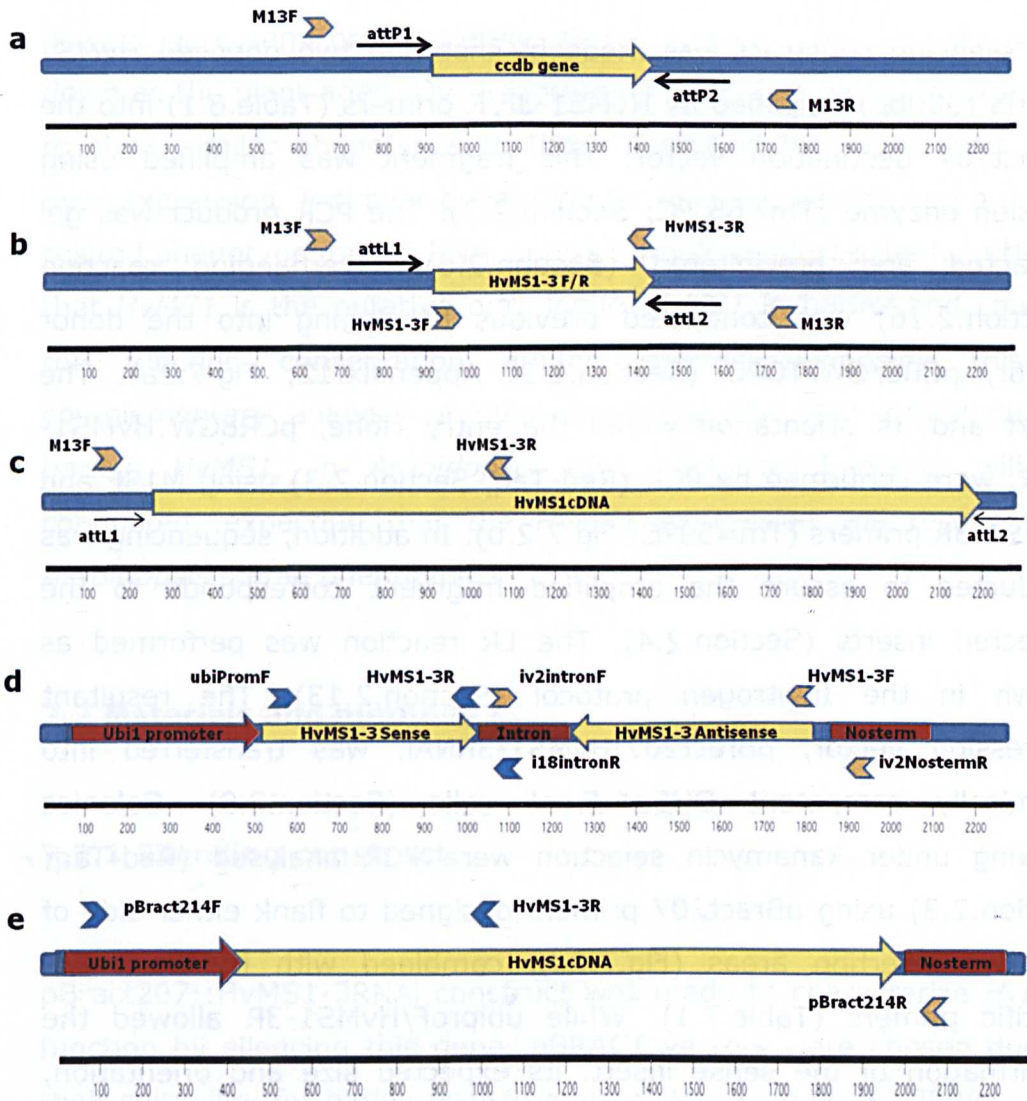 a
M13F
attP1
ccdb gene
attP2
M13R
100 200 300 400 500 600 700 800 900 1000 1100 1200 1300 1400 1500 1600 1700 1800 1900 2000 2100 2200
b
M13F
attL1
HvMS1-3R
HvMS1-3 F/R
HvMS1-3F
attL2
M13R
100 200 300 400 500 600 700 800 900 1000 1100 1200 1300 1400 1500 1600 1700 1800 1900 2000 2100 2200
c
M13F
HvMS1-3R
HvMS1cDNA
attL1
attL2
100 200 300 400 500 600 700 800 900 1000 1100 1200 1300 1400 1500 1600 1700 1800 1900 2000 2100 2200
d
ubiPromF
HvMS1-3R
iv2intronF
HvMS1-3F
Ubi1 promoter
HvMS1-3 Sense
Intron
HvMS1-3 Antisense
Nosterm
i18intronR
iv2NostermR
100 200 300 400 500 600 700 800 900 1000 1100 1200 1300 1400 1500 1600 1700 1800 1900 2000 2100 2200
e
pBract214F
HvMS1-3R
Ubi1 promoter
HvMS1cDNA
Nosterm
pBract214R
100 200 300 400 500 600 700 800 900 1000 1100 1200 1300 1400 1500 1600 1700 1800 1900 2000 2100 2200